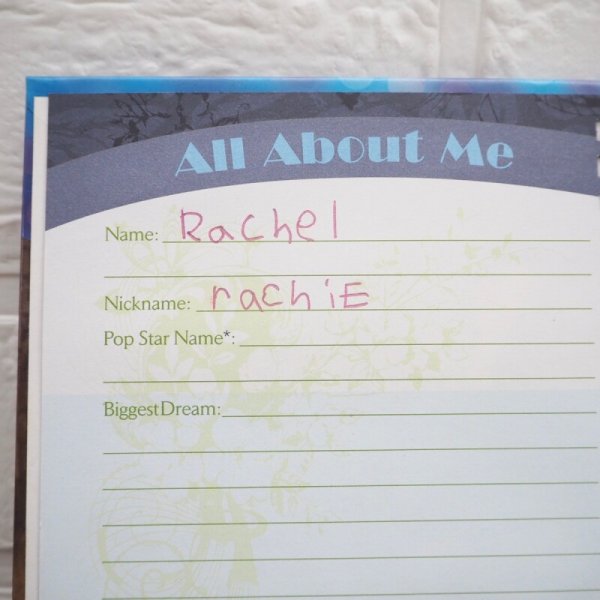 All About Me
Name: Rachel
Nickname: rachiE
Pop Star Name*:
Biggest Dream: